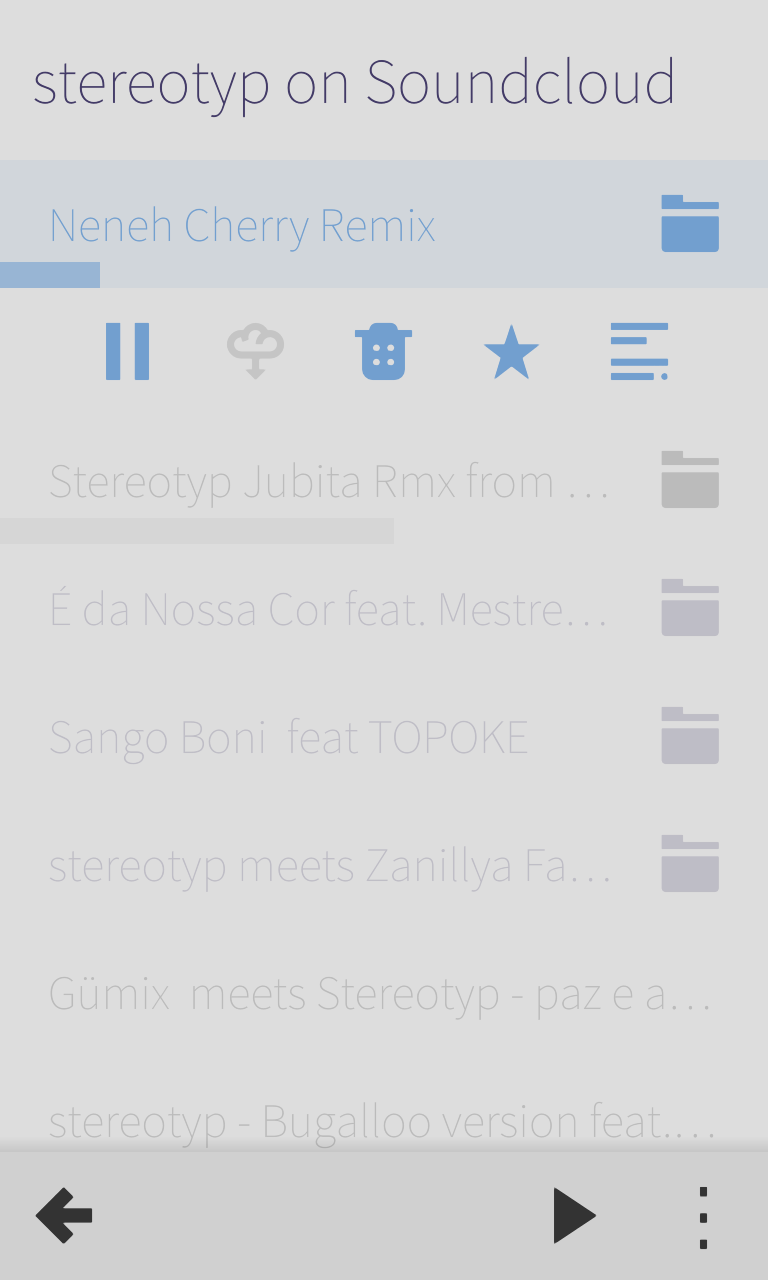 stereotyp on Soundcloud
Neneh Cherry Remix
Stereotyp Jubita Rmx from …
É da Nossa Cor feat. Mestre…
Sango Boni  feat TOPOKE
stereotyp meets Zanillya Fa…
Gümix  meets Stereotyp - paz e a…
stereotyp - Bugalloo version feat.…